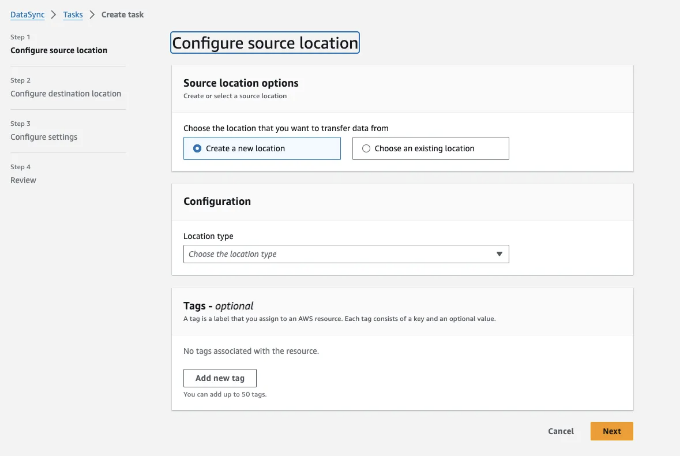 DataSync > Tasks > Create task
Step 1
Configure source location
Step 2
Configure destination location
Step 3
Configure settings
Step 4
Review
Configure source location
Source location options
Create or select a source location
Choose the location that you want to transfer data from
Create a new location
Choose an existing location
Configuration
Location type
Choose the location type
Tags - optional
A tag is a label that you assign to an AWS resource. Each tag consists of a key and an optional value.
No tags associated with the resource.
Add new tag
You can add up to 50 tags.
Cancel
Next